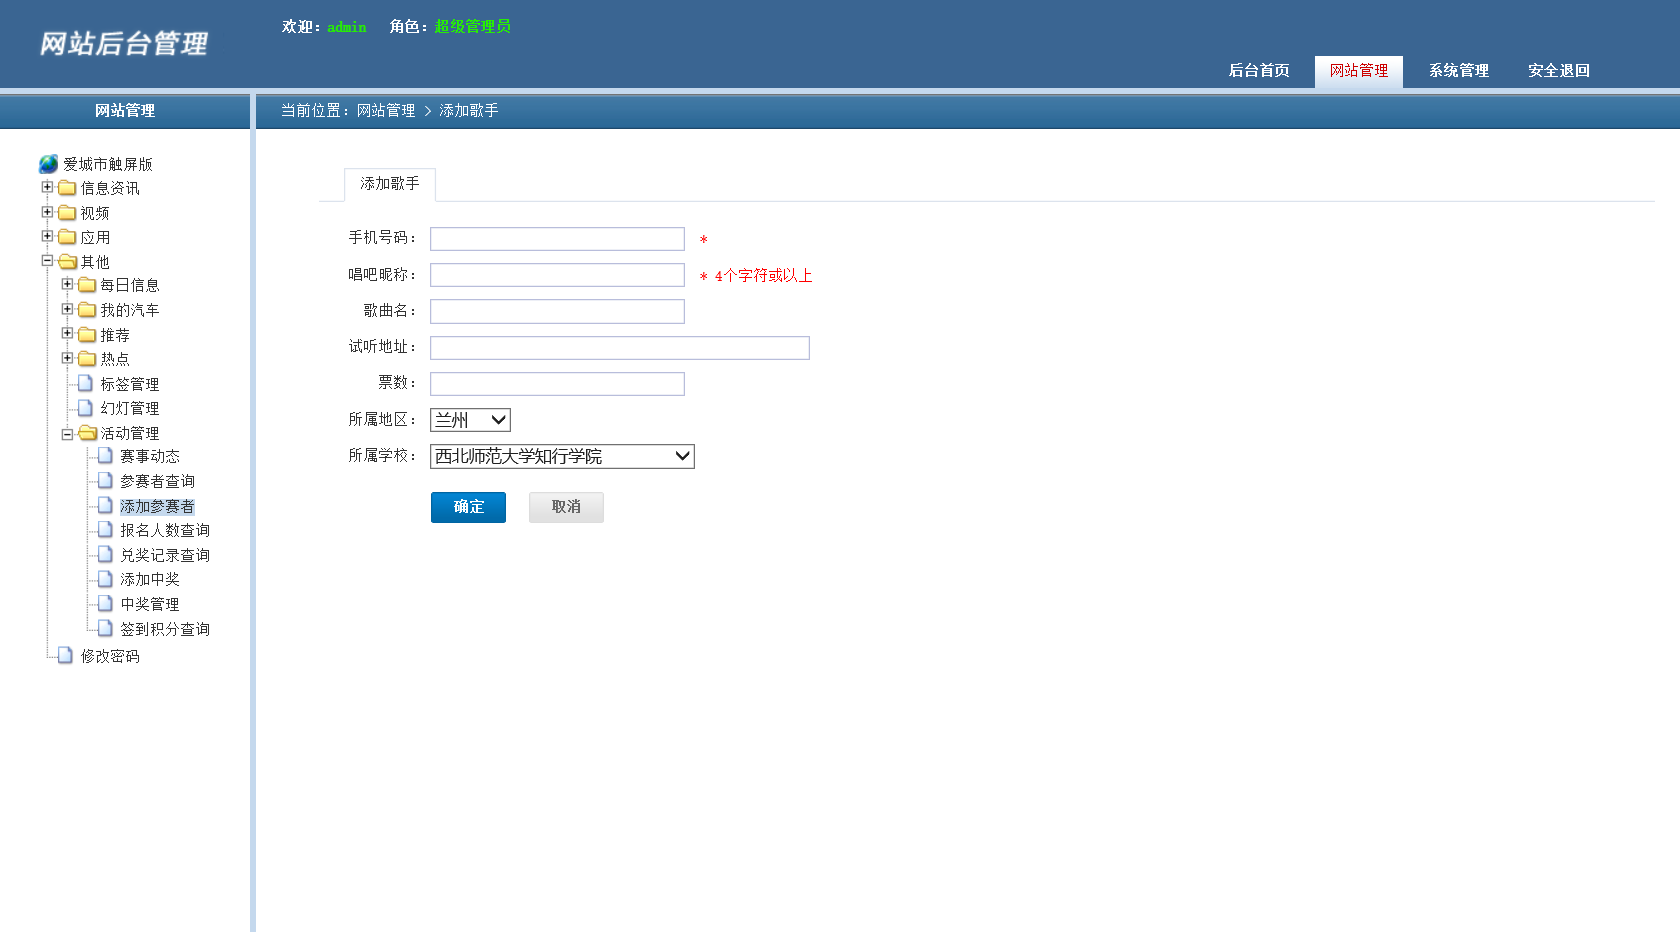 网站后台管理
欢迎：admin 角色：超级管理员
后台首页 网站管理 系统管理 安全退回
网站管理
当前位置：网站管理 > 添加歌手
爱城市触屏版
信息资讯
视频
应用
其他
每日信息
我的汽车
推荐
热点
标签管理
幻灯管理
活动管理
赛事动态
参赛者查询
添加参赛者
报名人数查询
兑奖记录查询
添加中奖
中奖管理
签到积分查询
修改密码
添加歌手
手机号码： *
唱吧昵称： * 4个字符或以上
歌曲名：
试听地址：
票数：
所属地区： 兰州
所属学校： 西北师范大学知行学院
确定 取消